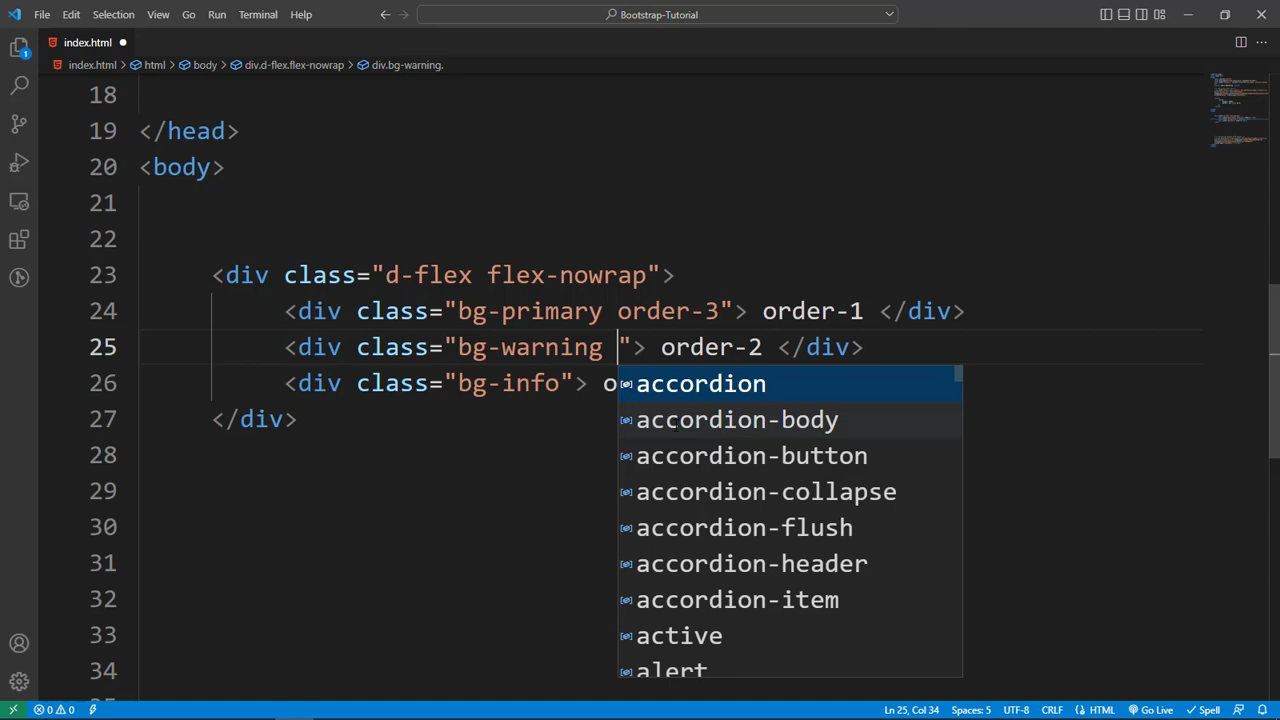 File Edit Selection View Go Run Terminal Help
Bootstrap-Tutorial
1
index.html
index.html > html > body > div.d-flex.flex-nowrap > div.bg-warning.
18
19 </head>
20 <body>
21
22
23 <div class="d-flex flex-nowrap">
24 <div class="bg-primary order-3"> order-1 </div>
25 <div class="bg-warning "> order-2 </div>
26 <div class="bg-info"> o
27 </div>
accordion
accordion-body
accordion-button
accordion-collapse
accordion-flush
accordion-header
accordion-item
active
alert
28
29
30
31
32
33
34
0 0 Ln 25, Col 34 Spaces: 5 UTF-8 CRLF HTML Go Live Spell